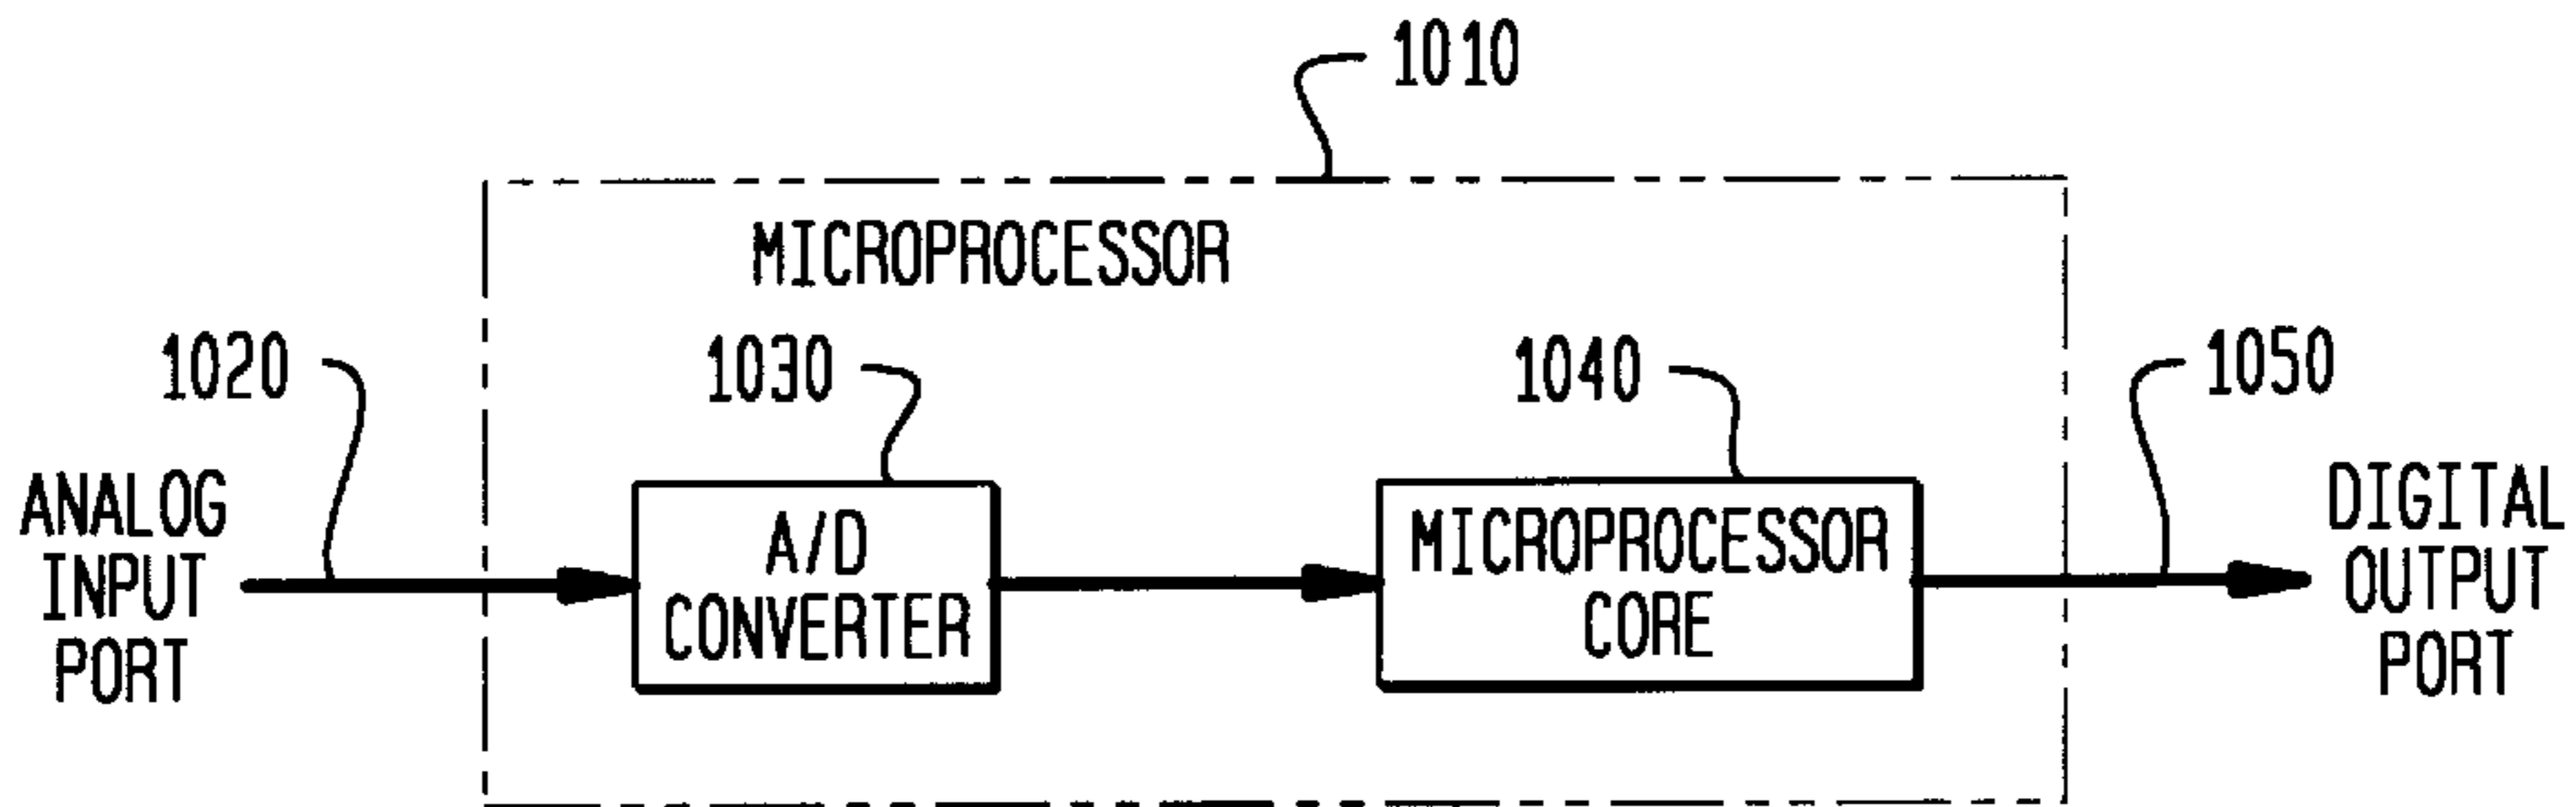 1010
MICROPROCESSOR
1020
1030
1040
1050
ANALOG
INPUT
PORT
A/D
CONVERTER
MICROPROCESSOR
CORE
DIGITAL
OUTPUT
PORT